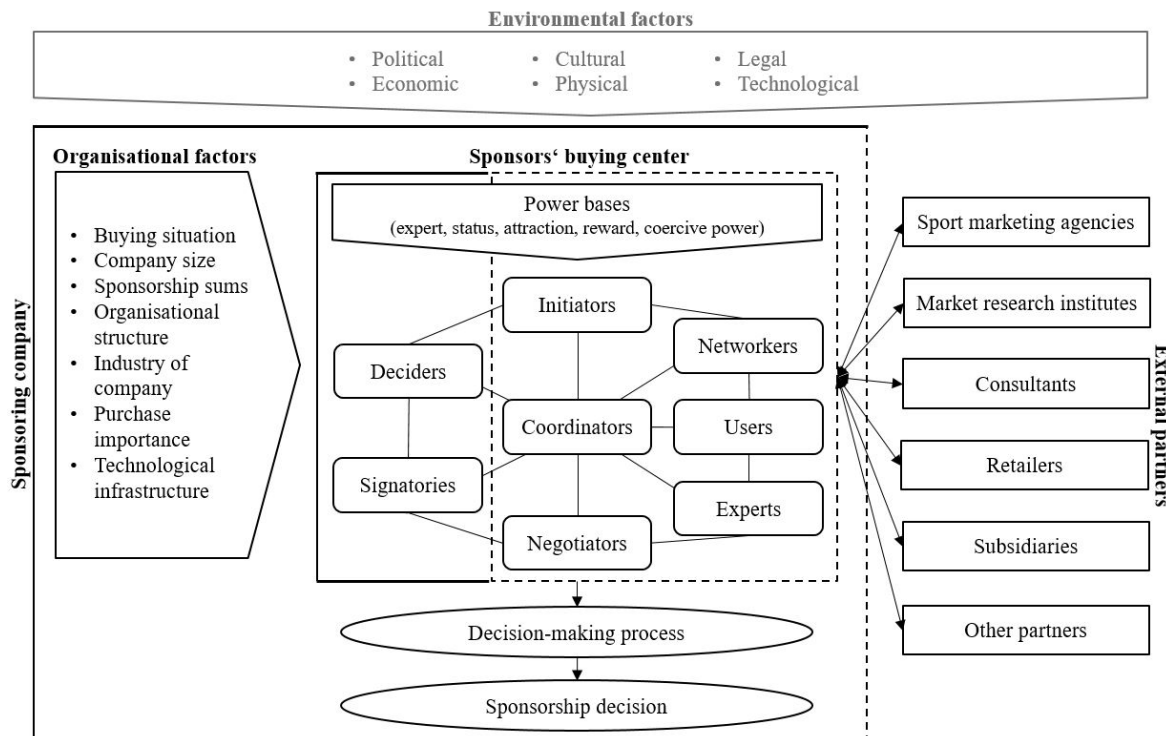 Environmental factors
• Political
• Economic
• Cultural
• Physical
• Legal
• Technological
Sponsoring company
Organisational factors
• Buying situation
• Company size
• Sponsorship sums
• Organisational
structure
• Industry of
company
• Purchase
importance
• Technological
infrastructure
Sponsors‘ buying center
Power bases
(expert, status, attraction, reward, coercive power)
Initiators
Networkers
Deciders
Coordinators
Users
Signatories
Experts
Negotiators
Decision-making process
Sponsorship decision
Sport marketing agencies
Market research institutes
Consultants
Retailers
Subsidiaries
Other partners
External partners